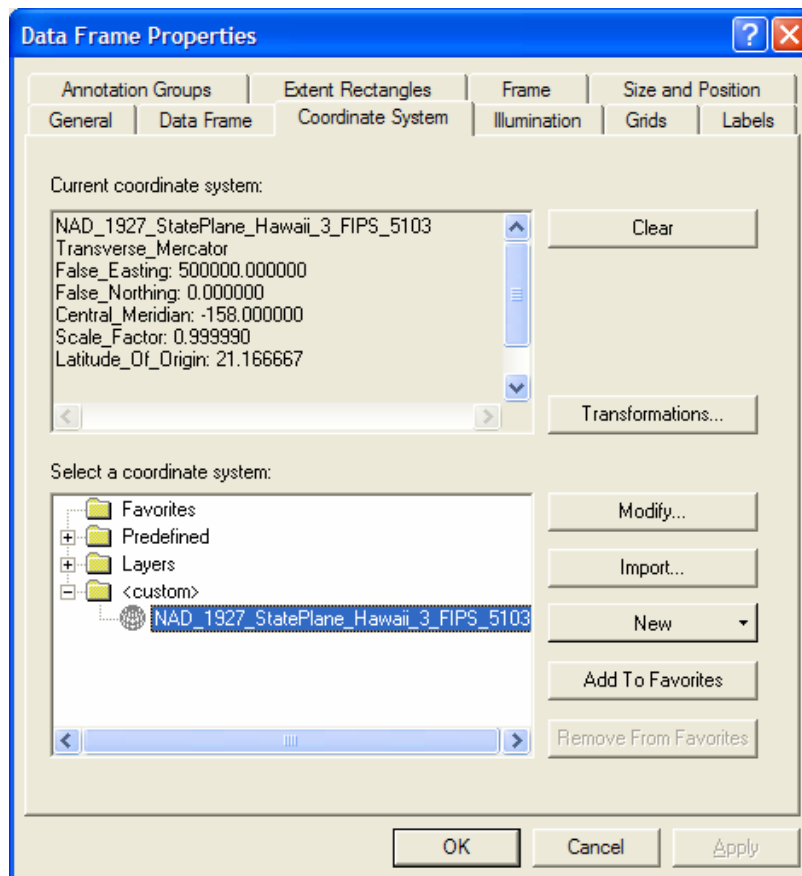 Data Frame Properties
Annotation Groups Extent Rectangles Frame Size and Position
General Data Frame Coordinate System Illumination Grids Labels
Current coordinate system:
NAD_1927_StatePlane_Hawaii_3_FIPS_5103
Transverse_Mercator
False_Easting: 500000.000000
False_Northing: 0.000000
Central_Meridian: -158.000000
Scale_Factor: 0.999990
Latitude_Of_Origin: 21.166667
Clear
Transformations...
Select a coordinate system:
Favorites
Predefined
Layers
<custom>
NAD_1927_StatePlane_Hawaii_3_FIPS_5103
Modify...
Import...
New
Add To Favorites
Remove From Favorites
OK Cancel Apply